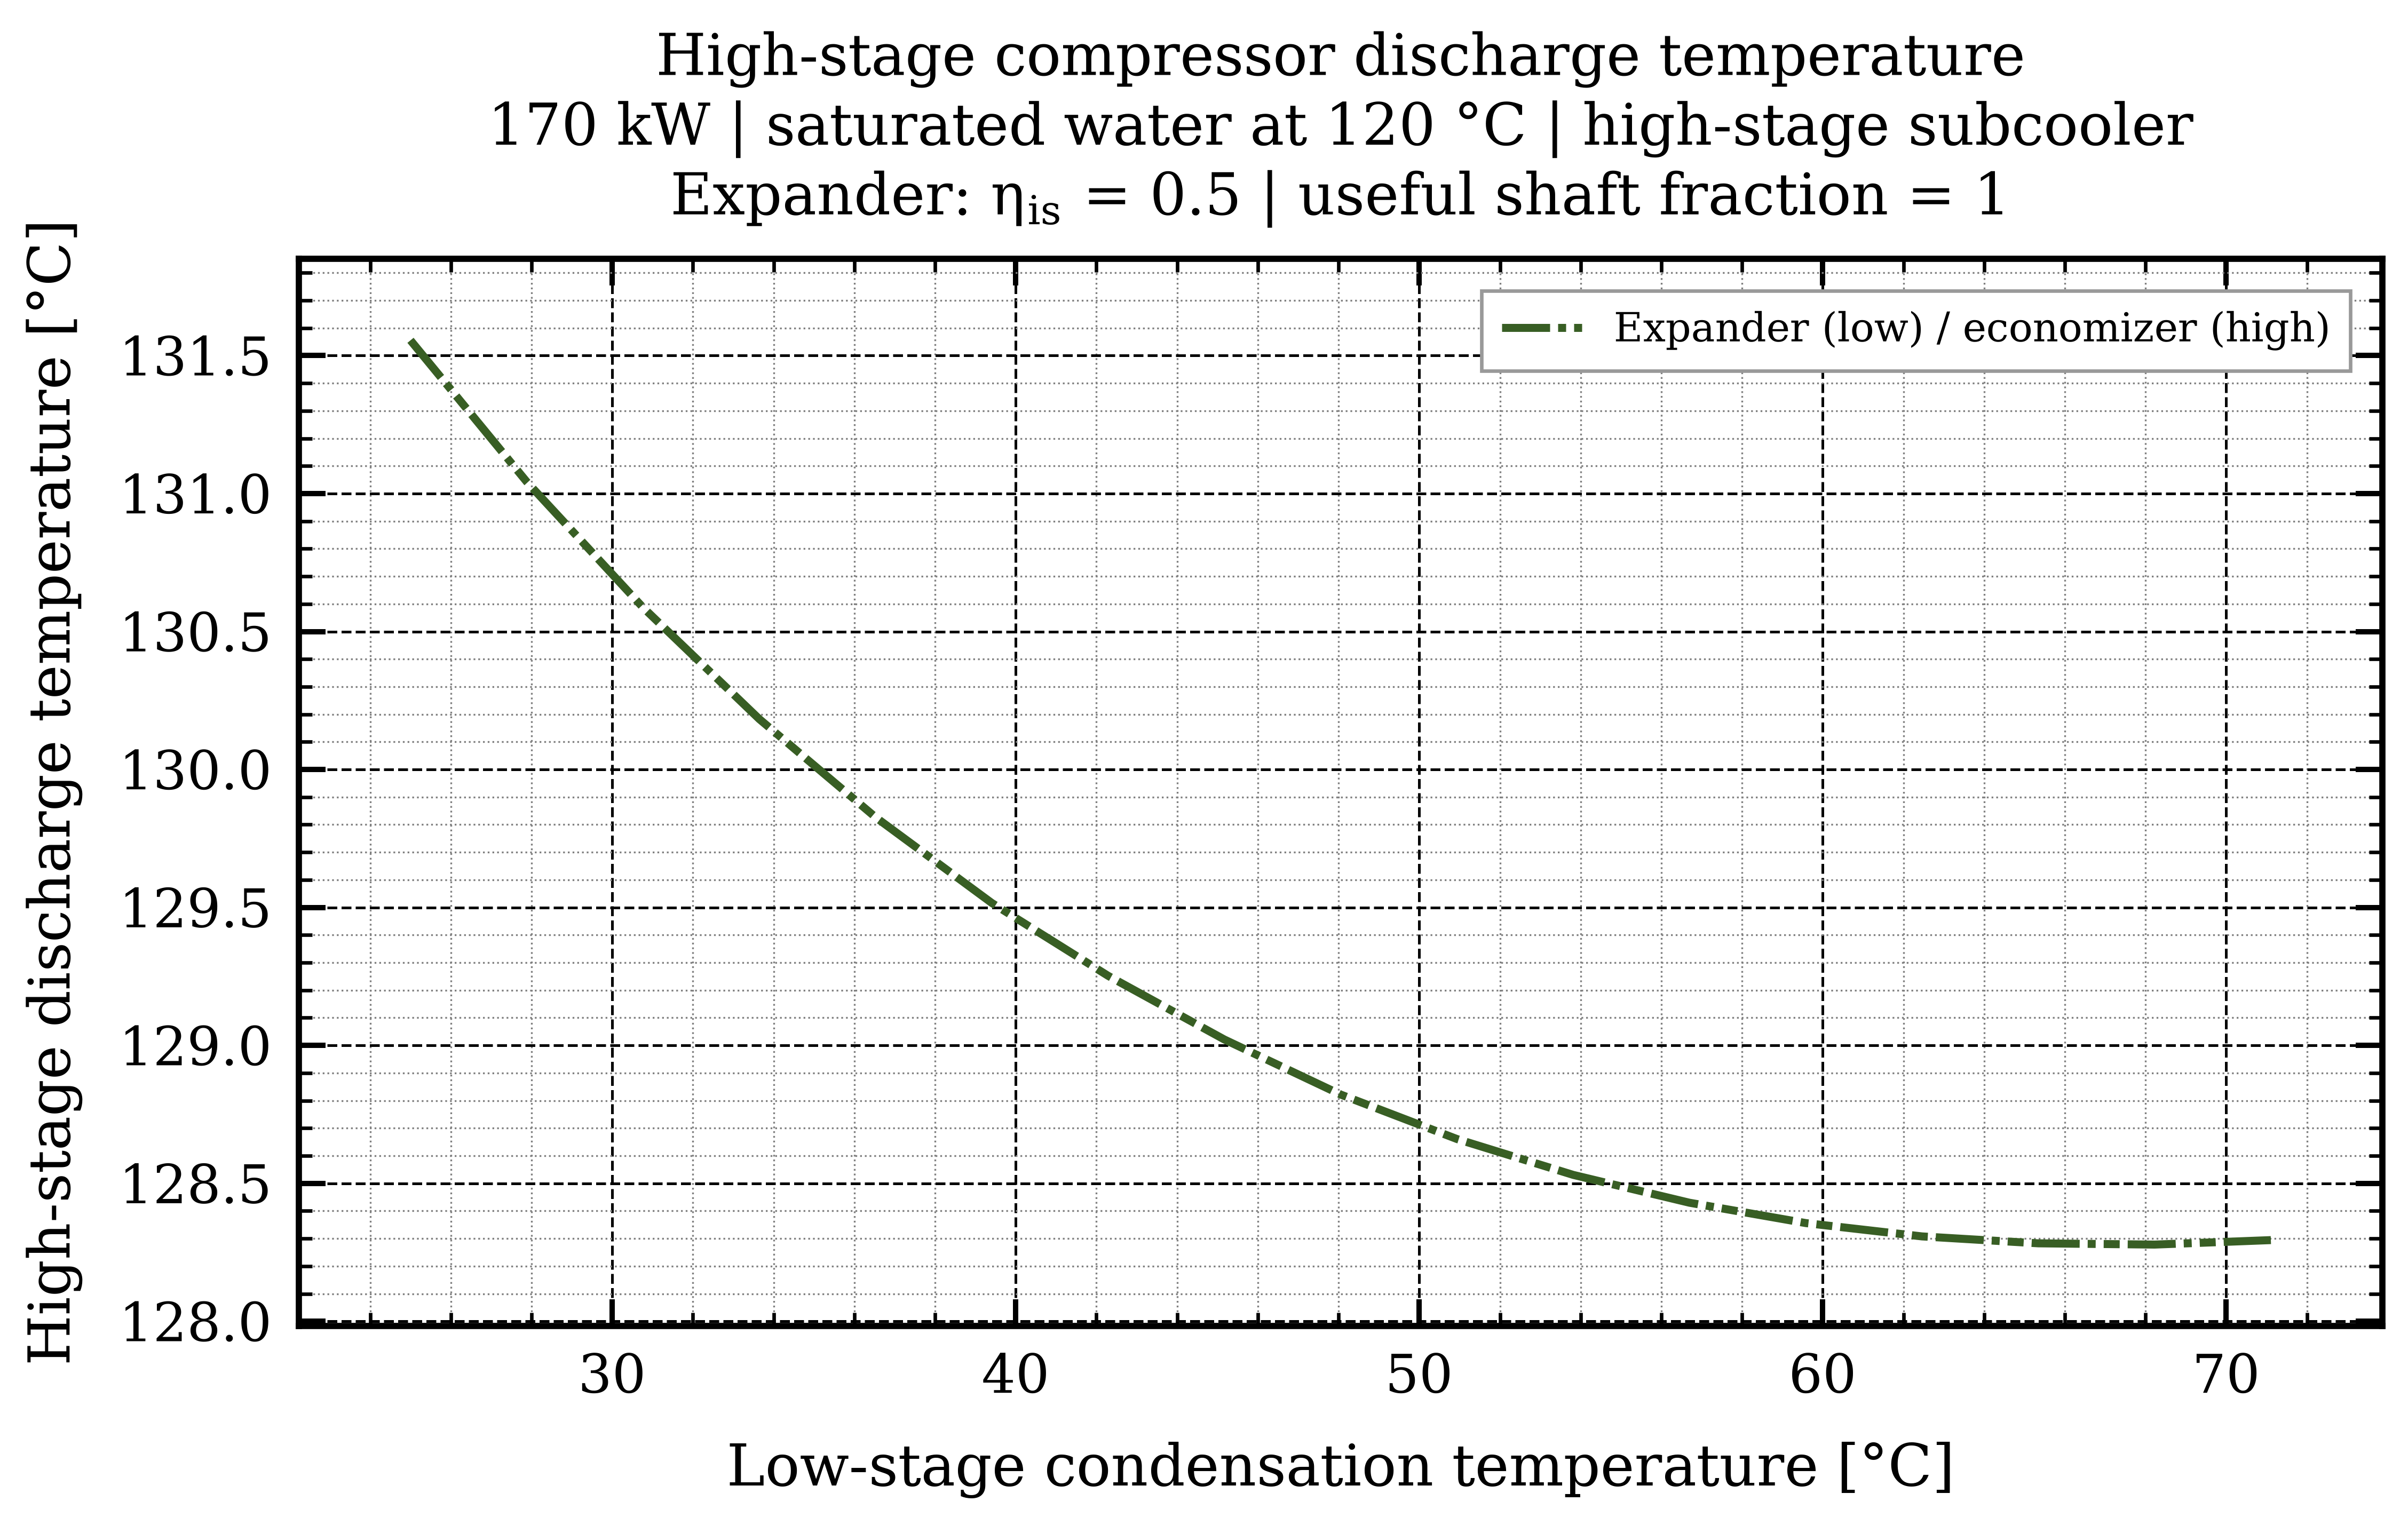 High-stage compressor discharge temperature
170 kW | saturated water at 120 °C | high-stage subcooler
Expander: ηis = 0.5 | useful shaft fraction = 1
High-stage discharge temperature [°C]
131.5
131.0
130.5
130.0
129.5
129.0
128.5
128.0
Expander (low) / economizer (high)
30 40 50 60 70
Low-stage condensation temperature [°C]